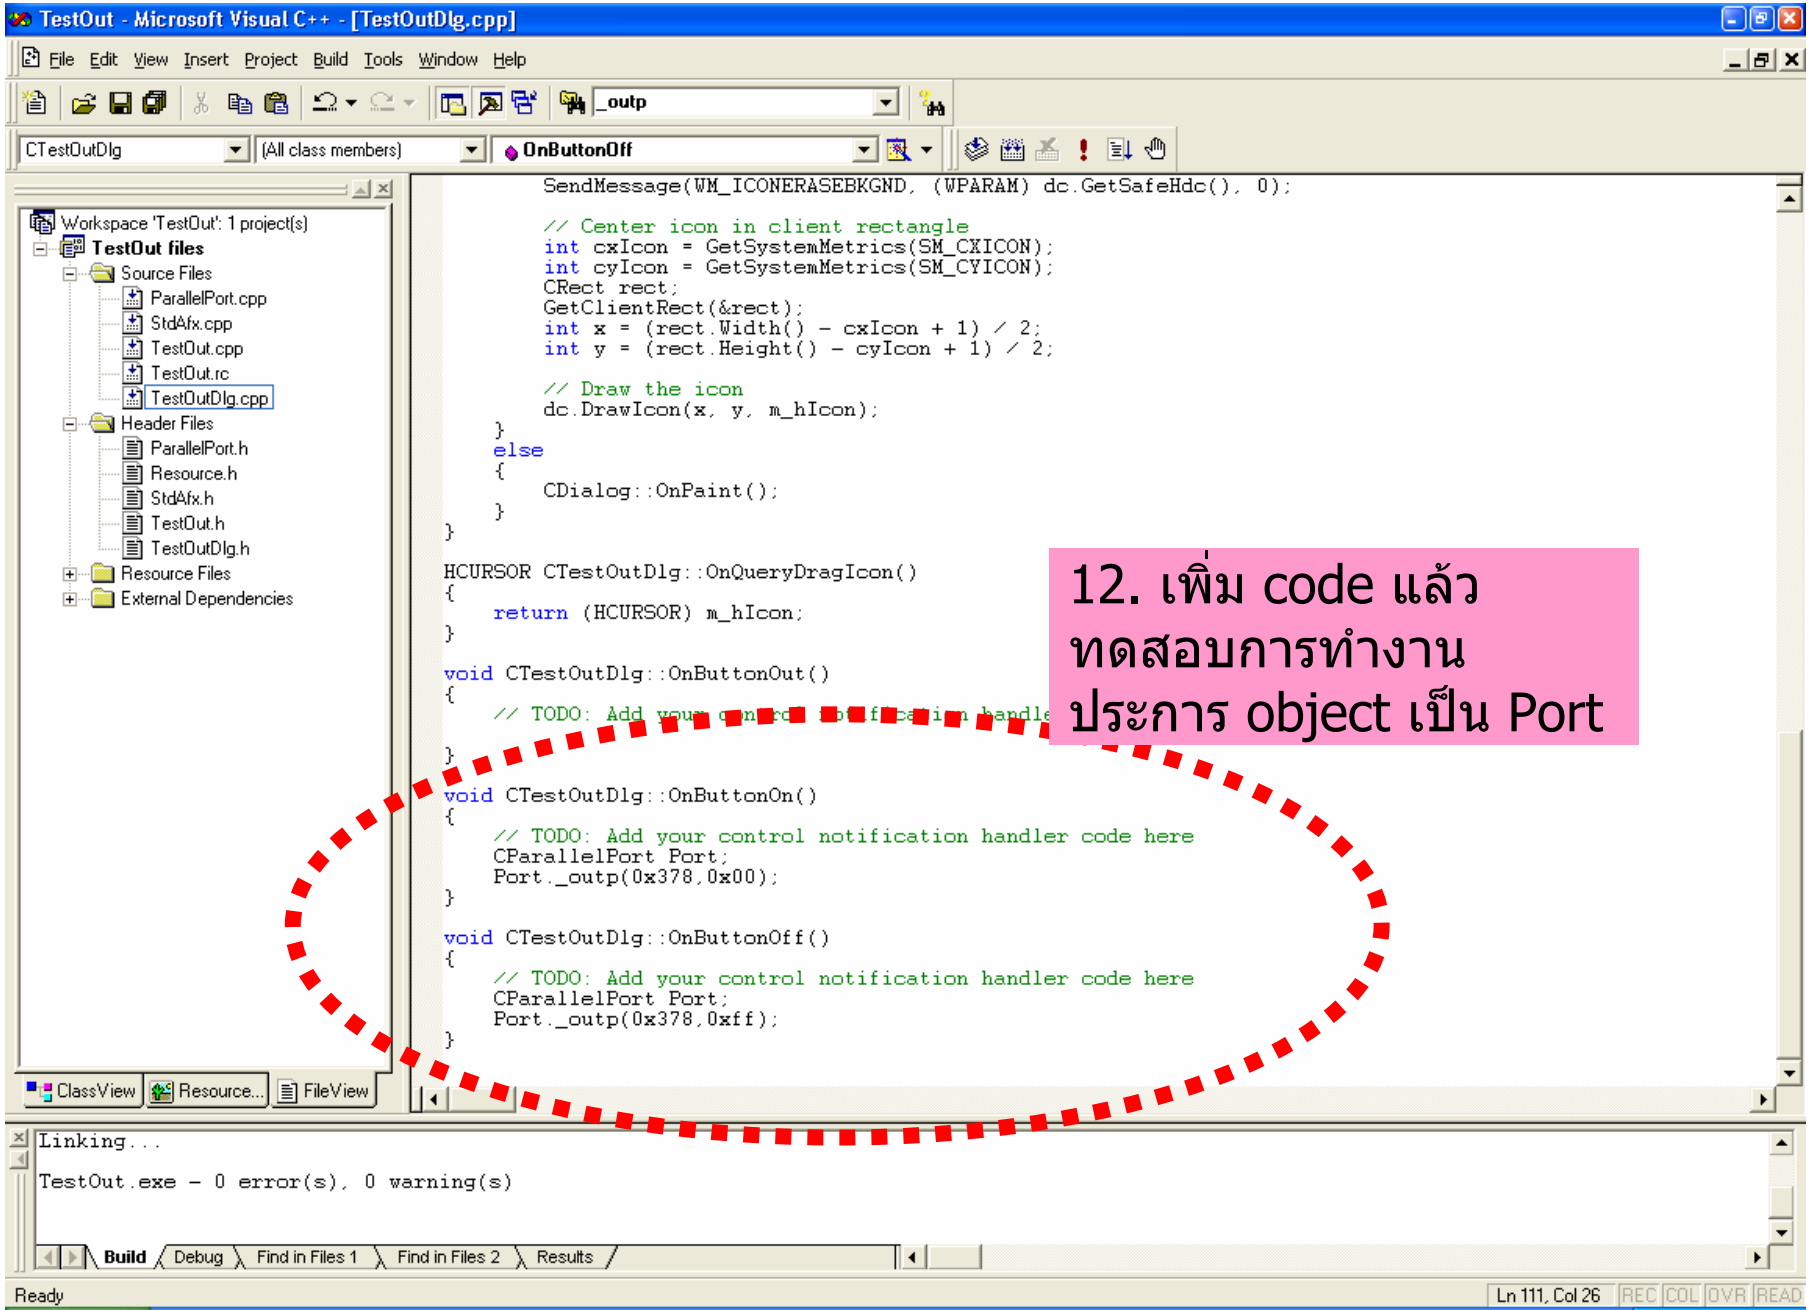 TestOut - Microsoft Visual C++ - [TestOutDlg.cpp]
File Edit View Insert Project Build Tools Window Help
_outp
CTestOutDlg (All class members) OnButtonOff
Workspace 'TestOut': 1 project(s)
TestOut files
Source Files
ParallelPort.cpp
StdAfx.cpp
TestOut.cpp
TestOut.rc
TestOutDlg.cpp
Header Files
ParallelPort.h
Resource.h
StdAfx.h
TestOut.h
TestOutDlg.h
Resource Files
External Dependencies
ClassView Resource... FileView
SendMessage(WM_ICONERASEBKGND, (WPARAM) dc.GetSafeHdc(), 0);
// Center icon in client rectangle
int cxIcon = GetSystemMetrics(SM_CXICON);
int cyIcon = GetSystemMetrics(SM_CYICON);
CRect rect;
GetClientRect(&rect);
int x = (rect.Width() - cxIcon + 1) / 2;
int y = (rect.Height() - cyIcon + 1) / 2;
// Draw the icon
dc.DrawIcon(x, y, m_hIcon);
}
else
{
CDialog::OnPaint();
}
}
HCURSOR CTestOutDlg::OnQueryDragIcon()
{
return (HCURSOR) m_hIcon;
}
void CTestOutDlg::OnButtonOut()
{
// TODO: Add your control notification handle
}
void CTestOutDlg::OnButtonOn()
{
// TODO: Add your control notification handler code here
CParallelPort Port;
Port._outp(0x378,0x00);
}
void CTestOutDlg::OnButtonOff()
{
// TODO: Add your control notification handler code here
CParallelPort Port;
Port._outp(0x378,0xff);
}
12. เพิ่ม code แล้ว
ทดสอบการทำงาน
ประการ object เป็น Port
Linking...
TestOut.exe - 0 error(s), 0 warning(s)
Build Debug Find in Files 1 Find in Files 2 Results
Ready
Ln 111, Col 26 REC COL OVR READ